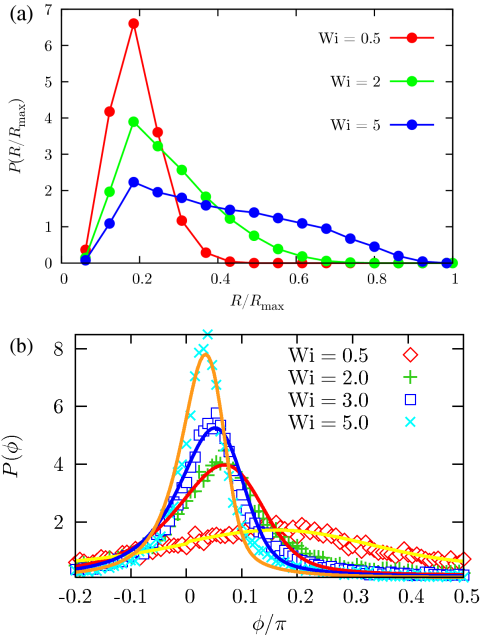 (a)
7
6
5
4
3
2
1
0
P(R/Rmax)
Wi = 0.5
Wi = 2
Wi = 5
0 0.2 0.4 0.6 0.8 1
R/Rmax
(b)
8
6
4
2
P(ϕ)
Wi = 0.5
Wi = 2.0
Wi = 3.0
Wi = 5.0
-0.2 -0.1 0 0.1 0.2 0.3 0.4 0.5
ϕ/π